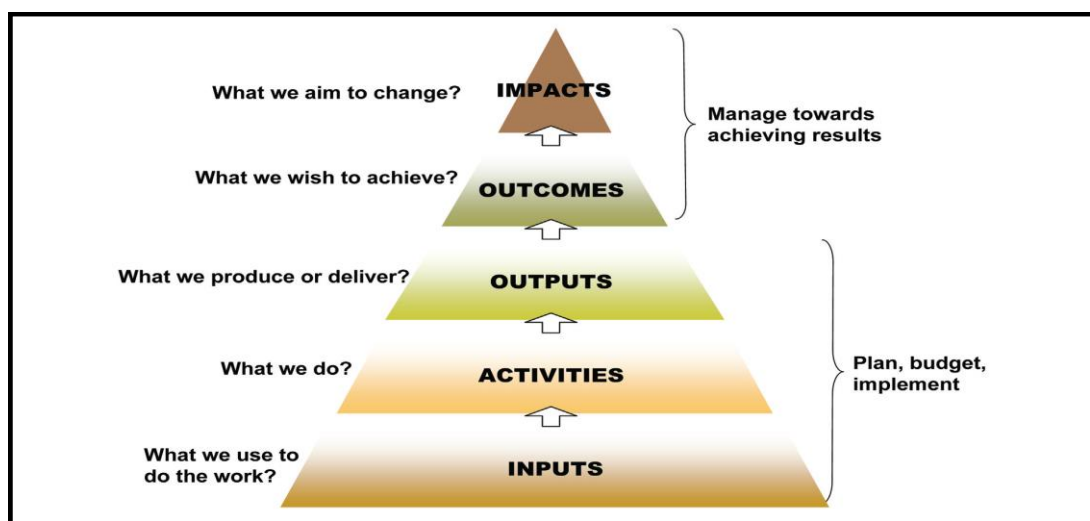 What we aim to change?
IMPACTS
Manage towards
achieving results
What we wish to achieve?
OUTCOMES
What we produce or deliver?
OUTPUTS
What we do?
ACTIVITIES
Plan, budget,
implement
What we use to
do the work?
INPUTS